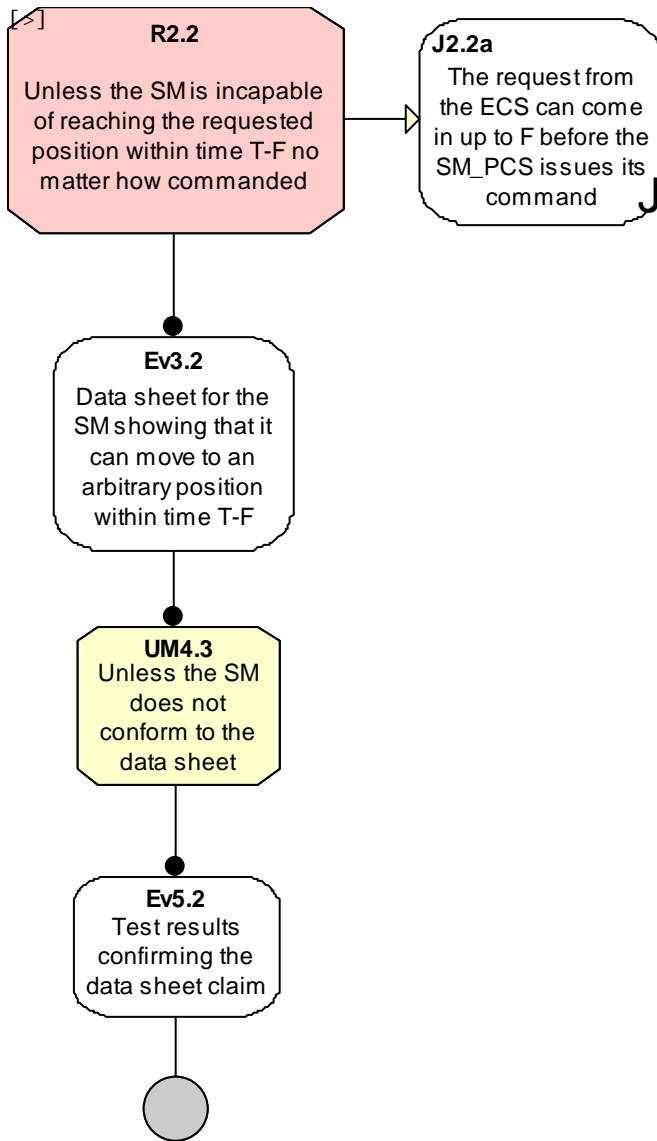 [>]
R2.2
Unless the SM is incapable
of reaching the requested
position within time T-F no
matter how commanded
J2.2a
The request from
the ECS can come
in up to F before the
SM_PCS issues its
command
J
Ev3.2
Data sheet for the
SM showing that it
can move to an
arbitrary position
within time T-F
UM4.3
Unless the SM
does not
conform to the
data sheet
Ev5.2
Test results
confirming the
data sheet claim